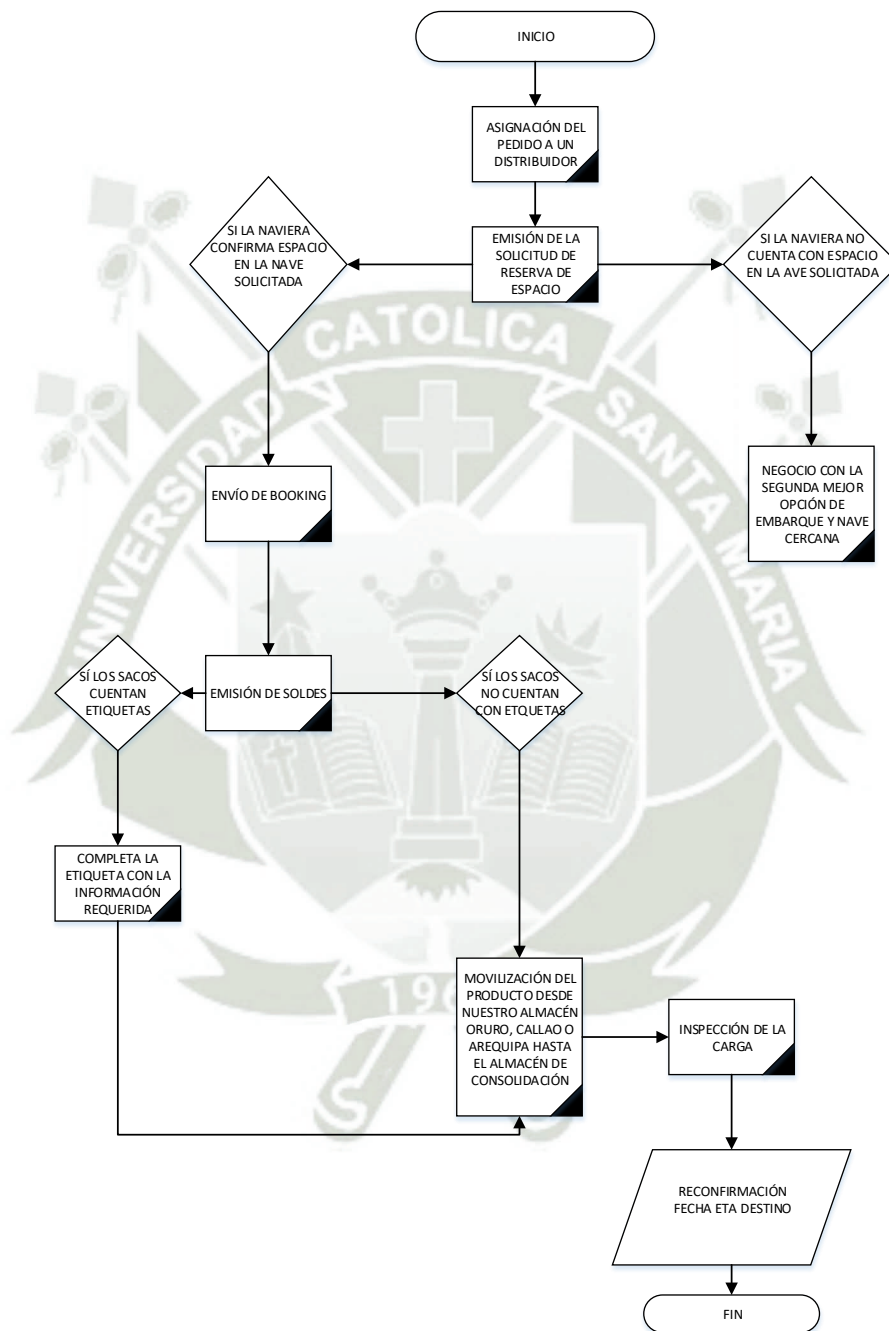 INICIO
ASIGNACIÓN DEL
PEDIDO A UN
DISTRIBUIDOR
SI LA NAVIERA
CONFIRMA ESPACIO
EN LA NAVE
SOLICITADA
EMISIÓN DE LA
SOLICITUD DE
RESERVA DE
ESPACIO
SI LA NAVIERA NO
CUENTA CON ESPACIO
EN LA AVE SOLICITADA
UNIVERSIDAD CATOLICA SANTA MARIA
ENVÍO DE BOOKING
NEGOCIO CON LA
SEGUNDA MEJOR
OPCIÓN DE
EMBARQUE Y NAVE
CERCANA
SÍ LOS SACOS
CUENTAN
ETIQUETAS
EMISIÓN DE SOLDES
SÍ LOS SACOS
NO CUENTAN
CON ETQUETAS
COMPLETA LA
ETIQUETA CON LA
INFORMACIÓN
REQUERIDA
MOVILIZACIÓN DEL
PRODUCTO DESDE
NUESTRO ALMACÉN
ORURO, CALLAO O
AREQUIPA HASTA
EL ALMACÉN DE
CONSOLIDACIÓN
INSPECCIÓN DE LA
CARGA
RECONFIRMACIÓN
FECHA ETA DESTINO
FIN